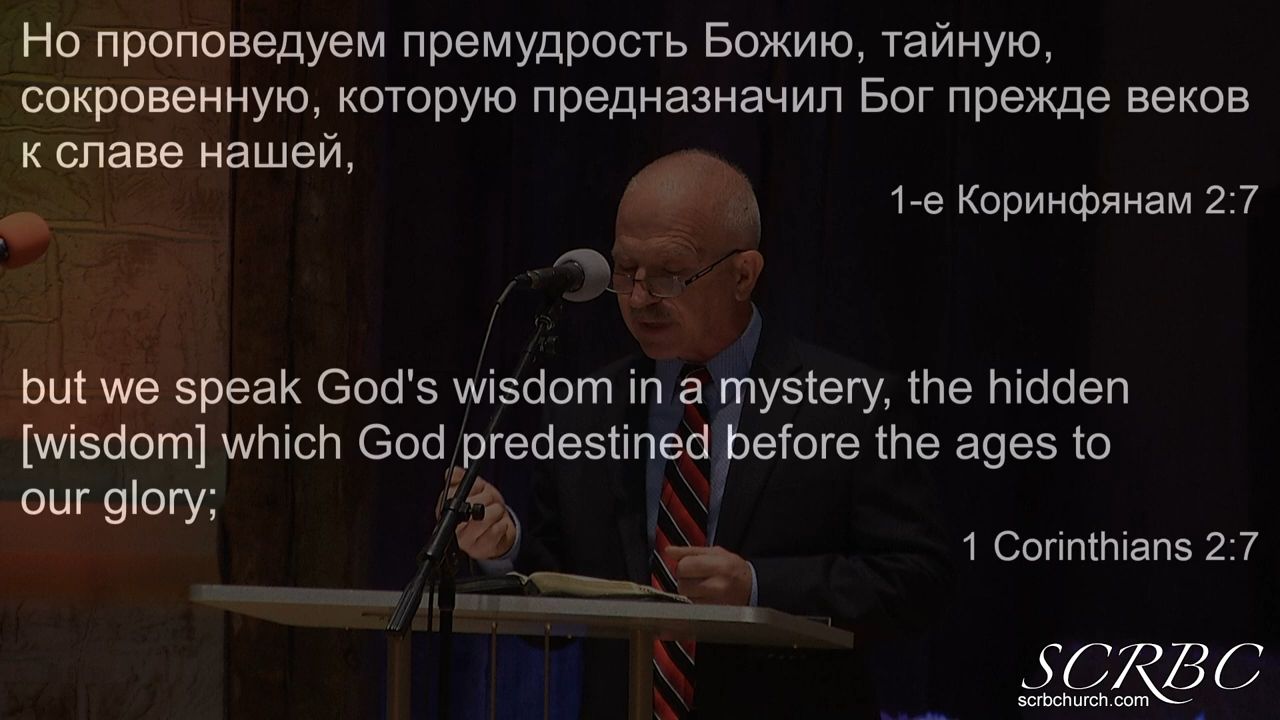 Но проповедуем премудрость Божию, тайную,
сокровенную, которую предназначил Бог прежде веков
к славе нашей,
1-е Коринфянам 2:7
but we speak God's wisdom in a mystery, the hidden
[wisdom] which God predestined before the ages to
our glory;
1 Corinthians 2:7
SCRBC
scrbchurch.com